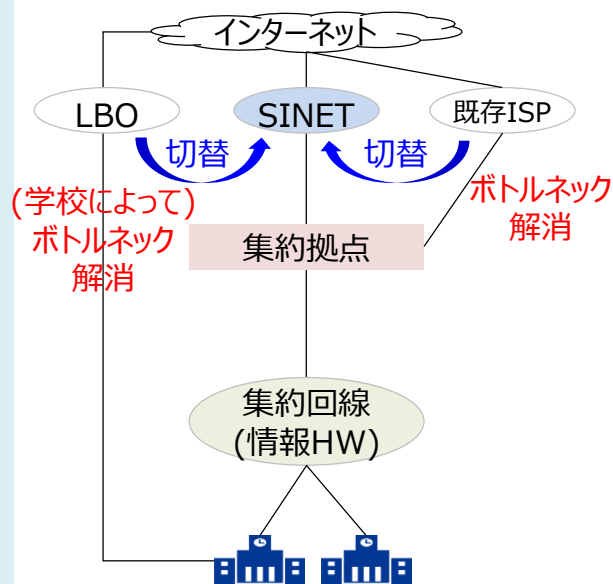 インターネット
LBO
SINET
既存ISP
切替
切替
(学校によって)
ボトルネック
解消
ボトルネック
解消
集約拠点
集約回線
(情報HW)